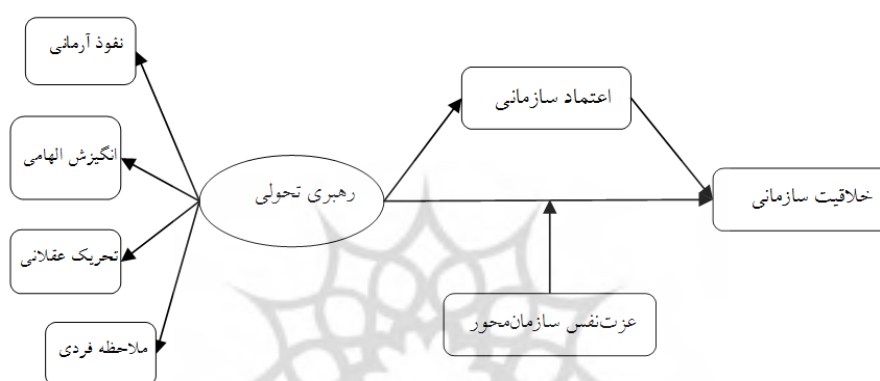 نفوذ آرمانی
انگیزش الهامی
تحریک عقلانی
ملاحظه فردی
رهبری تحولی
اعتماد سازمانی
عزت‌نفس سازمان‌محور
خلاقیت سازمانی